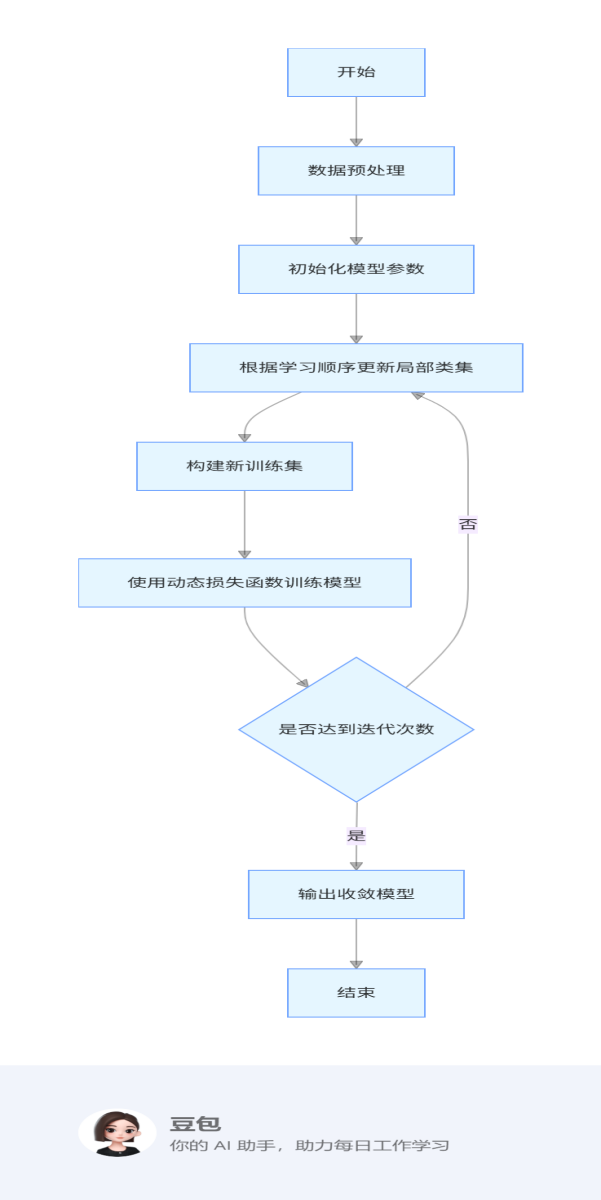 开始
数据预处理
初始化模型参数
根据学习顺序更新局部类集
构建新训练集
否
使用动态损失函数训练模型
是否达到迭代次数
是
输出收敛模型
结束
豆包
你的 AI 助手，助力每日工作学习